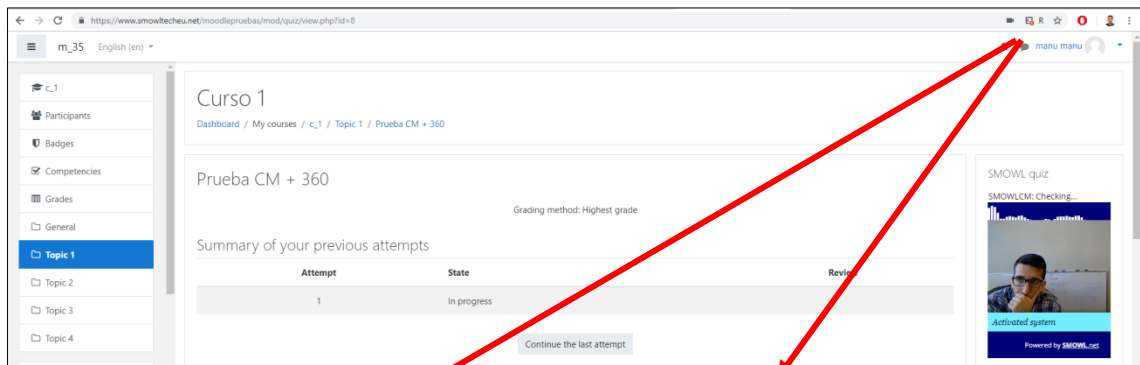 https://www.smowltecheu.net/moodlepruebas/mod/quiz/view.php?id=8
R
m_35 English (en)
manu manu
c_1
Participants
Badges
Competencies
Grades
General
Topic 1
Topic 2
Topic 3
Topic 4
Curso 1
Dashboard / My courses / c_1 / Topic 1 / Prueba CM + 360
Prueba CM + 360
Grading method: Highest grade
Summary of your previous attempts
Attempt State Review
1 In progress
Continue the last attempt
SMOWL quiz
SMOWLCM: Checking...
Activated system
Powered by SMOWL.net